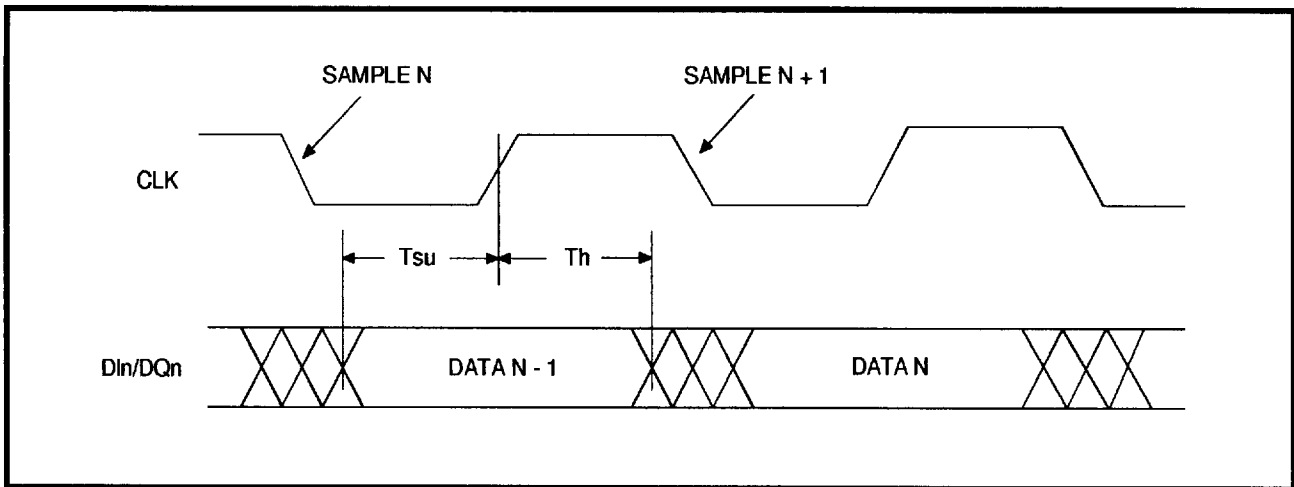 SAMPLE N
SAMPLE N + 1
CLK
Tsu
Th
DIn/DQn
DATA N - 1
DATA N